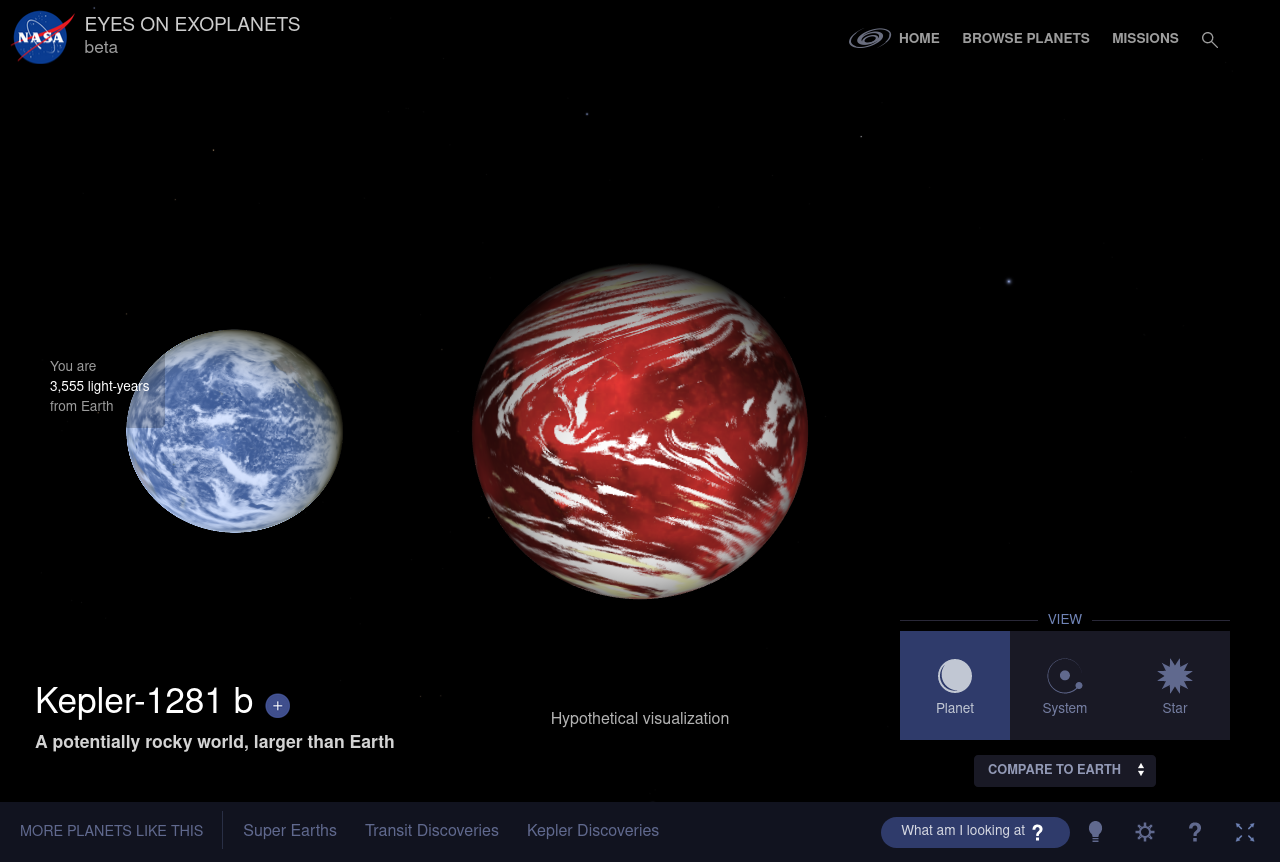 NASA
EYES ON EXOPLANETS
beta
HOME
BROWSE PLANETS
MISSIONS
You are
3,555 light-years
from Earth
VIEW
Planet
System
Star
Kepler-1281 b +
A potentially rocky world, larger than Earth
Hypothetical visualization
COMPARE TO EARTH
MORE PLANETS LIKE THIS
Super Earths
Transit Discoveries
Kepler Discoveries
What am I looking at ?
?